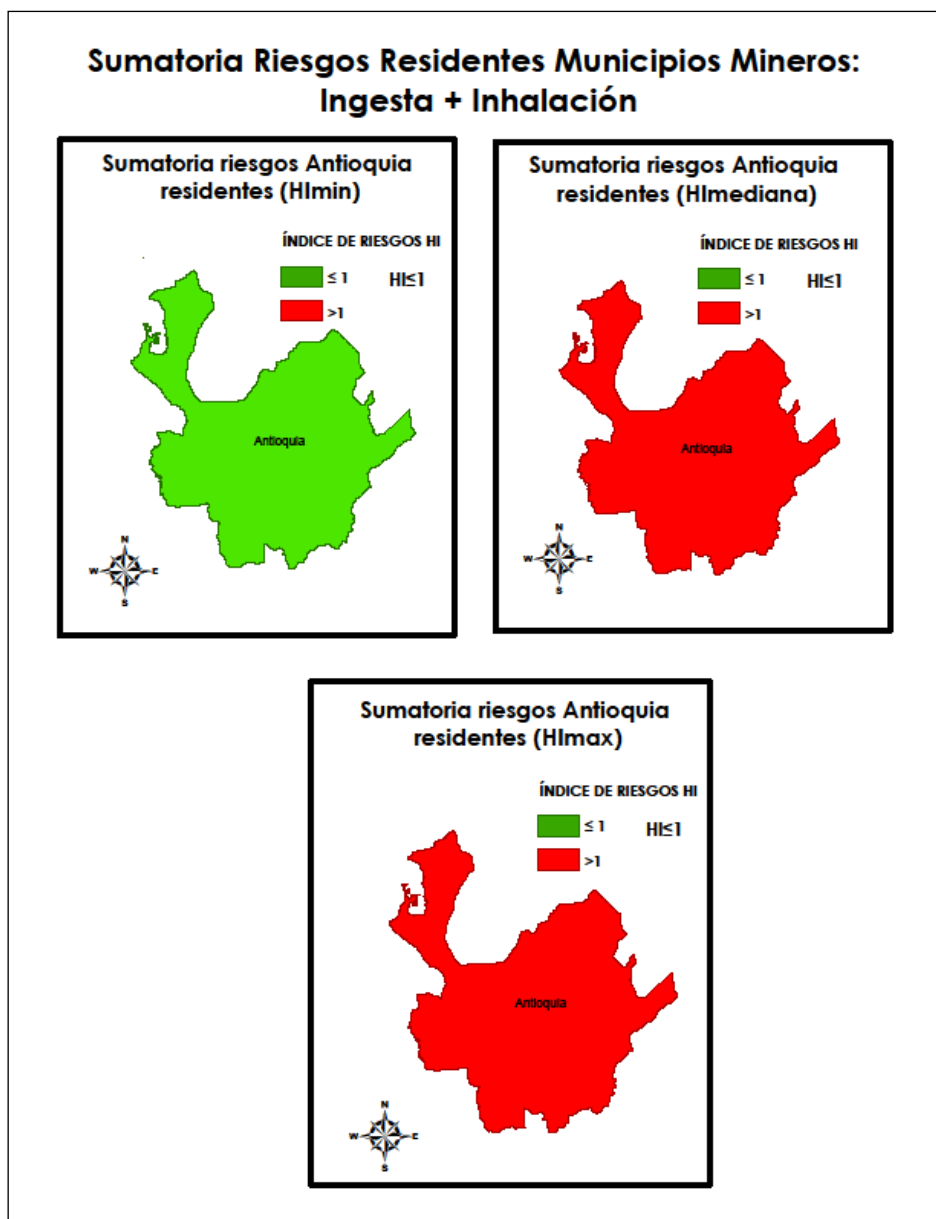 Sumatoria Riesgos Residentes Municipios Mineros:
Ingesta + Inhalación
Sumatoria riesgos Antioquia
residentes (HImin)
ÍNDICE DE RIESGOS HI
≤ 1 HI≤1
>1
Antioquia
N
W E
S
Sumatoria riesgos Antioquia
residentes (HImediana)
ÍNDICE DE RIESGOS HI
≤ 1 HI≤1
>1
Antioquia
N
W E
S
Sumatoria riesgos Antioquia
residentes (HImax)
ÍNDICE DE RIESGOS HI
≤ 1 HI≤1
>1
Antioquia
N
W E
S